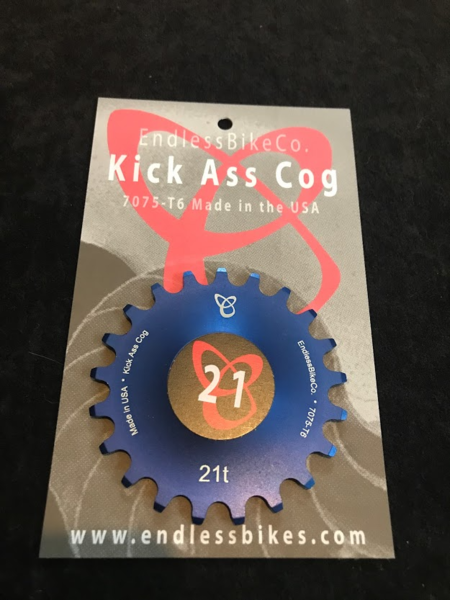 EndlessBikeCo.
Kick Ass Cog
7075-T6 Made in the USA
Made in USA • Kick Ass Cog
EndlessBikeCo. • 7075-T6
21
21t
www.endlessbikes.com